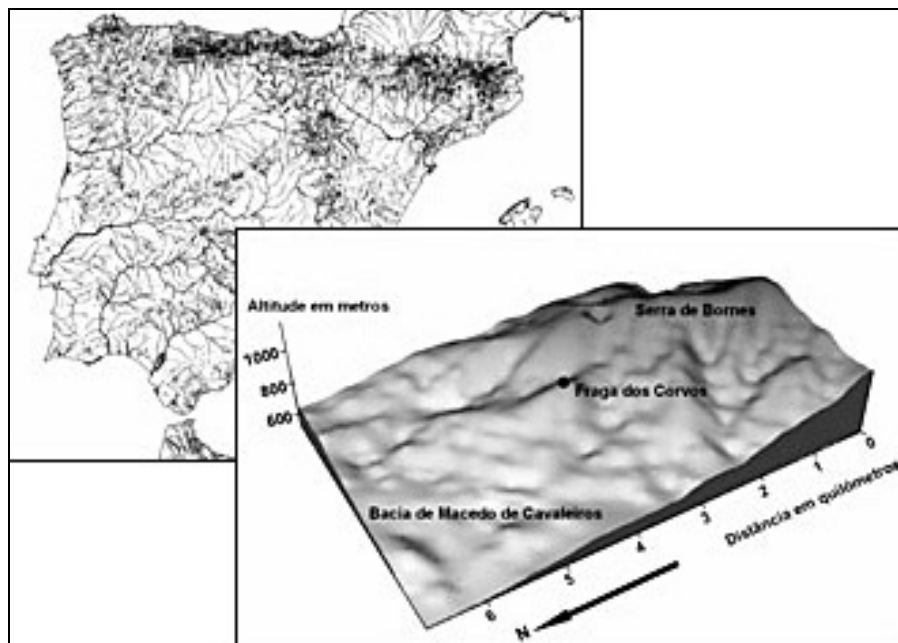 Altitude em metros
1000
800
600
Serra de Bornes
Fraga dos Corvos
Bacia de Macedo de Cavaleiros
0
1
2
3
4
5
6
Distância em quilómetros
N